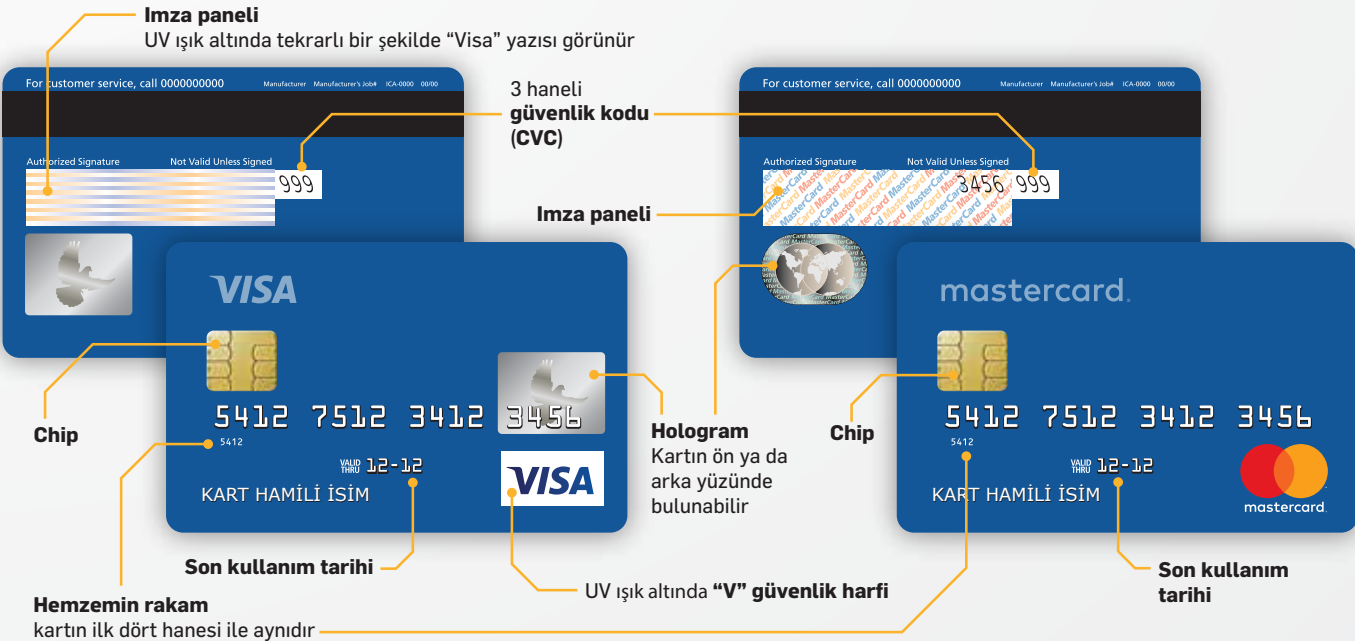 Imza paneli
UV ışık altında tekrarlı bir şekilde “Visa” yazısı görünür
For customer service, call 0000000000 Manufacturer Manufacturer's Job# ICA-0000 00/00
3 haneli
güvenlik kodu
(CVC)
Authorized Signature Not Valid Unless Signed
999
VISA
5412 7512 3412 3456
5412
VALID
THRU 12-12
KART HAMİLİ İSİM
VISA
Chip
Son kullanım tarihi
Hemzemin rakam
kartın ilk dört hanesi ile aynıdır
UV ışık altında “V” güvenlik harfi
Hologram
Kartın ön ya da
arka yüzünde
bulunabilir
For customer service, call 0000000000 Manufacturer Manufacturer's Job# ICA-0000 00/00
Authorized Signature Not Valid Unless Signed
MasterCard MasterCard MasterCard
3456 999
Imza paneli
mastercard.
5412 7512 3412 3456
5412
VALID
THRU 12-12
KART HAMİLİ İSİM
mastercard.
Chip
Son kullanım
tarihi